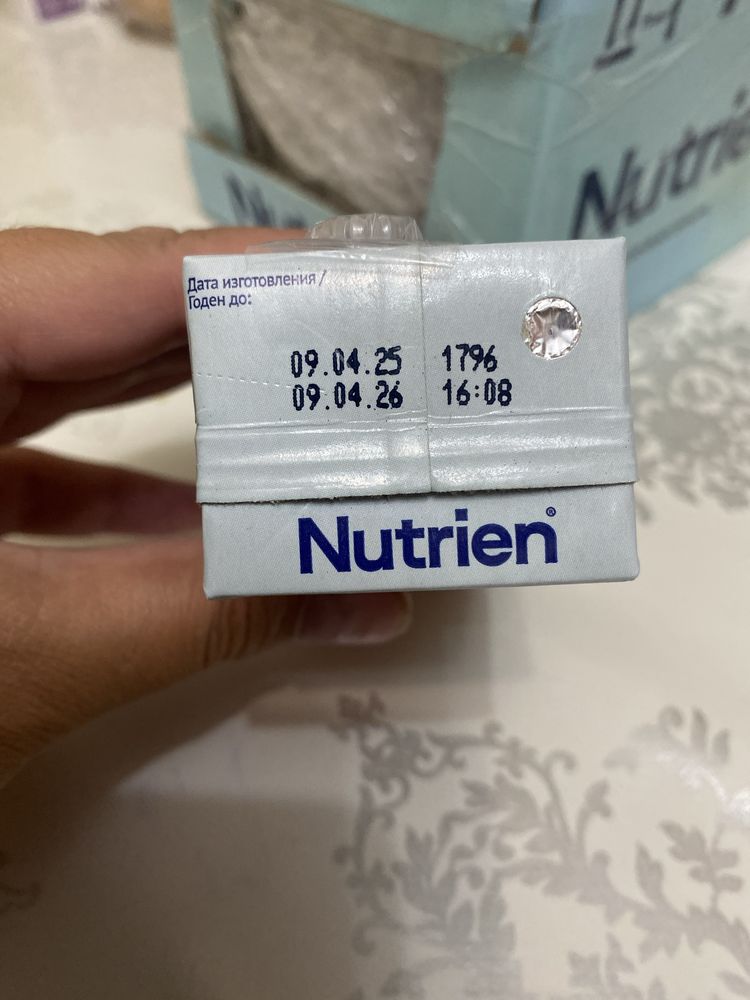 Nutrien
Дата изготовления /
Годен до:
09.04.25 1796
09.04.26 16:08
Nutrien®